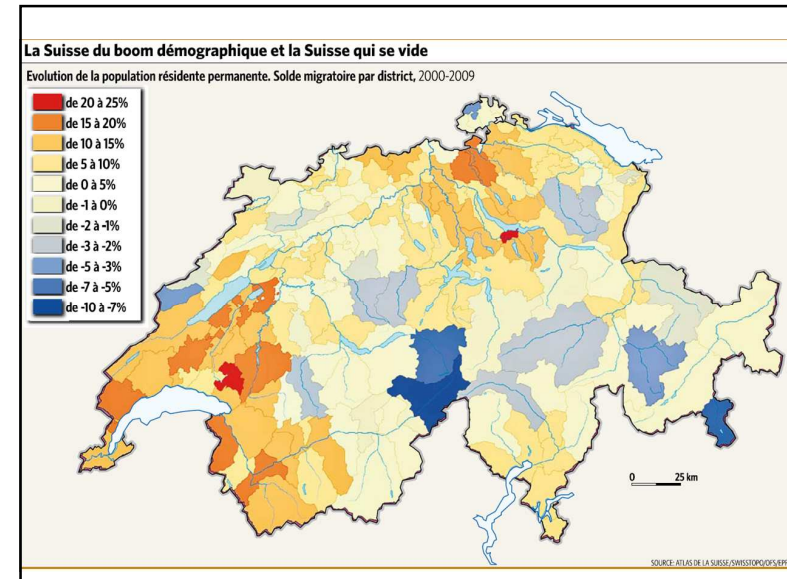 La Suisse du boom démographique et la Suisse qui se vide
Evolution de la population résidente permanente. Solde migratoire par district, 2000-2009
de 20 à 25%
de 15 à 20%
de 10 à 15%
de 5 à 10%
de 0 à 5%
de -1 à 0%
de -2 à -1%
de -3 à -2%
de -5 à -3%
de -7 à -5%
de -10 à -7%
0 25 km
SOURCE: ATLAS DE LA SUISSE/SWISSTOPO/OFS/EPF